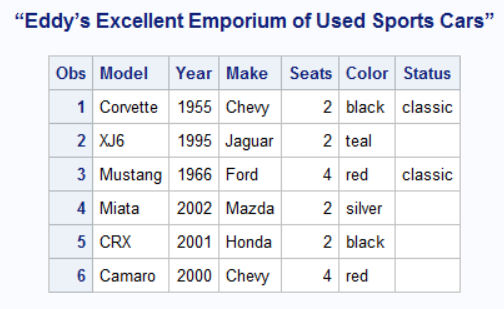 “Eddy’s Excellent Emporium of Used Sports Cars”
Obs Model Year Make Seats Color Status
1 Corvette 1955 Chevy 2 black classic
2 XJ6 1995 Jaguar 2 teal
3 Mustang 1966 Ford 4 red classic
4 Miata 2002 Mazda 2 silver
5 CRX 2001 Honda 2 black
6 Camaro 2000 Chevy 4 red